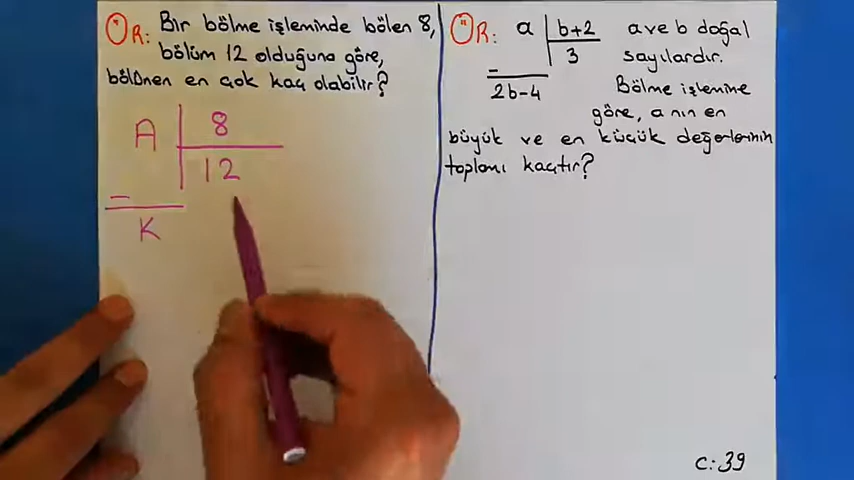 ÖR: Bir bölme işleminde bölen 8,
bölüm 12 olduğuna göre,
bölünen en çok kaç olabilir?
A 8
12
K
ÖR: a b+2 a ve b doğal
3 sayılardır.
2b-4 Bölme işlemine
göre, a nın en
büyük ve en küçük değerlerinin
toplamı kaçtır?
C:39